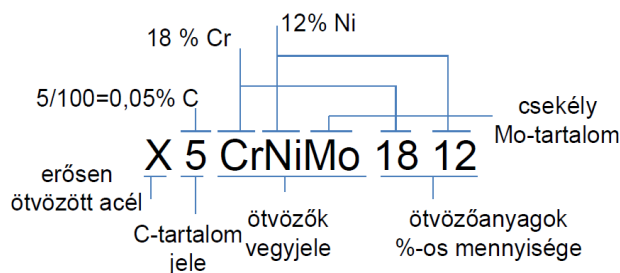 12% Ni
18 % Cr
5/100=0,05% C
csekély
Mo-tartalom
X 5 CrNiMo 18 12
erősen
ötvözött acél
C-tartalom
jele
ötvözők
vegyjele
ötvözőanyagok
%-os mennyisége